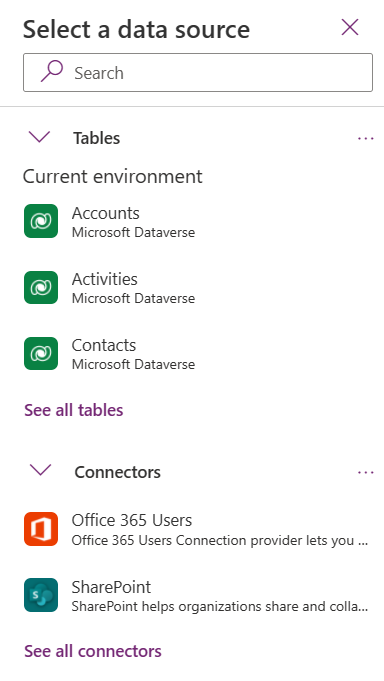 Select a data source
Search
Tables
Current environment
Accounts
Microsoft Dataverse
Activities
Microsoft Dataverse
Contacts
Microsoft Dataverse
See all tables
Connectors
Office 365 Users
Office 365 Users Connection provider lets you ...
SharePoint
SharePoint helps organizations share and colla...
See all connectors